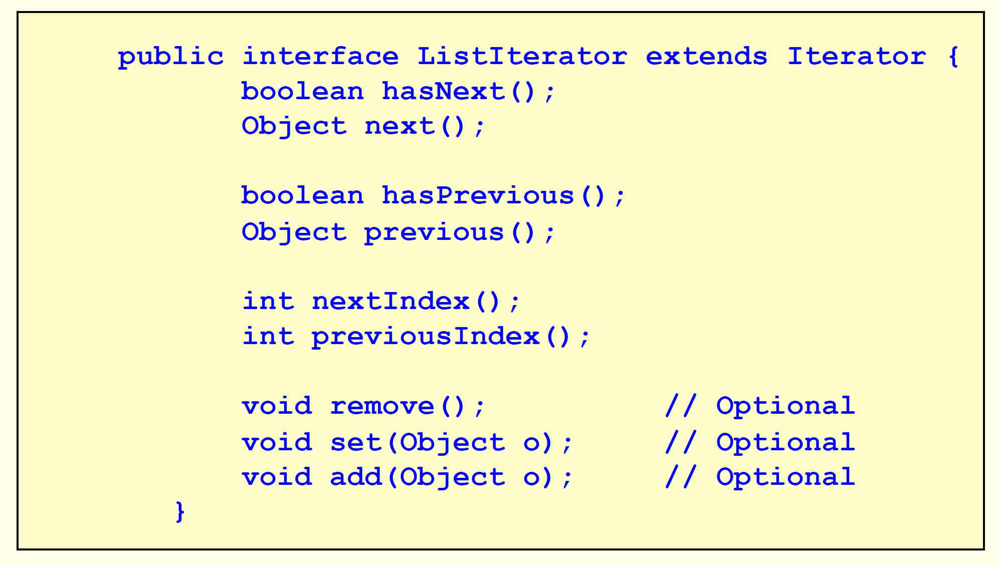 public interface ListIterator extends Iterator {
boolean hasNext();
Object next();
boolean hasPrevious();
Object previous();
int nextIndex();
int previousIndex();
void remove(); // Optional
void set(Object o); // Optional
void add(Object o); // Optional
}